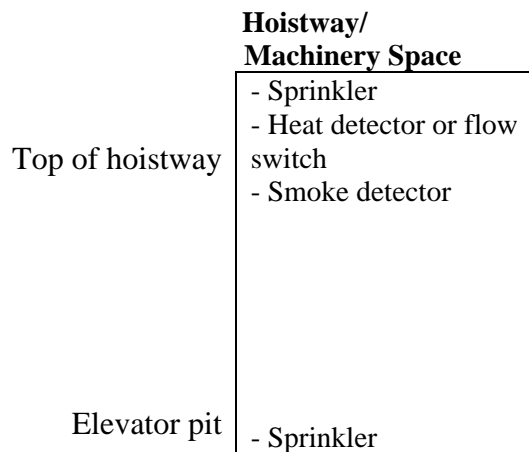 Hoistway/
Machinery Space
- Sprinkler
- Heat detector or flow
switch
Top of hoistway
- Smoke detector
Elevator pit
- Sprinkler